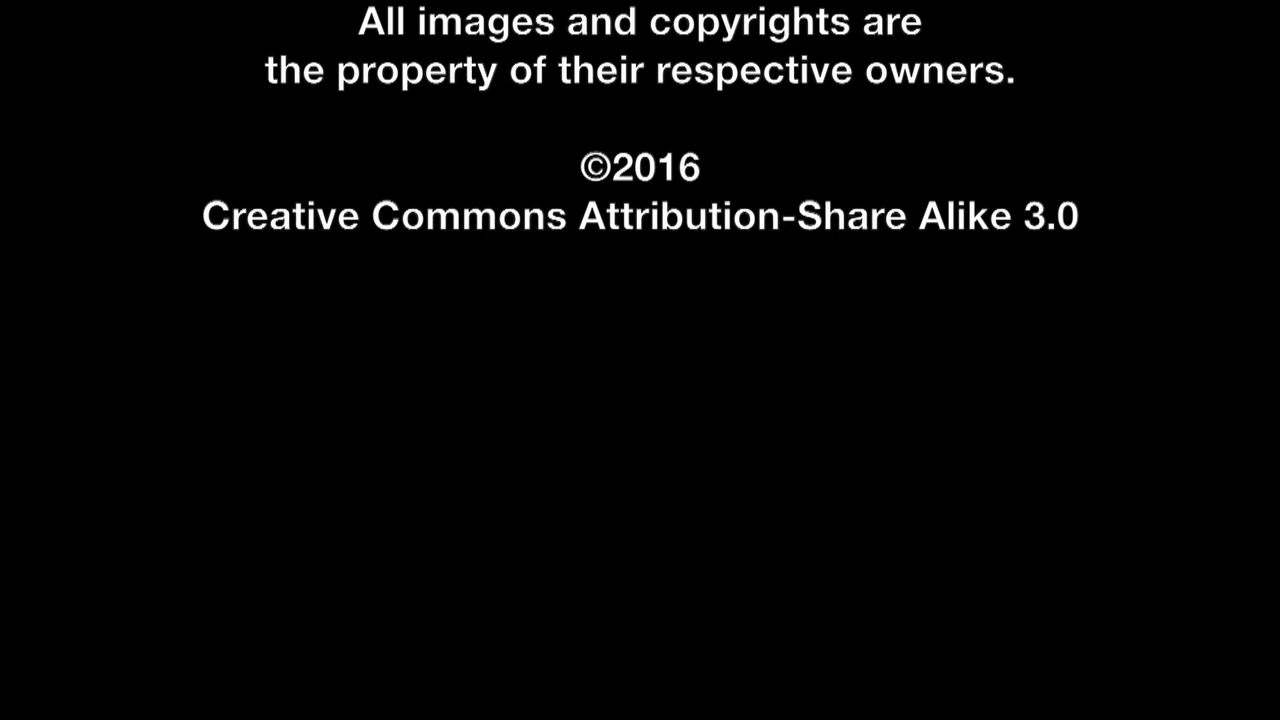 All images and copyrights are
the property of their respective owners.
©2016
Creative Commons Attribution-Share Alike 3.0